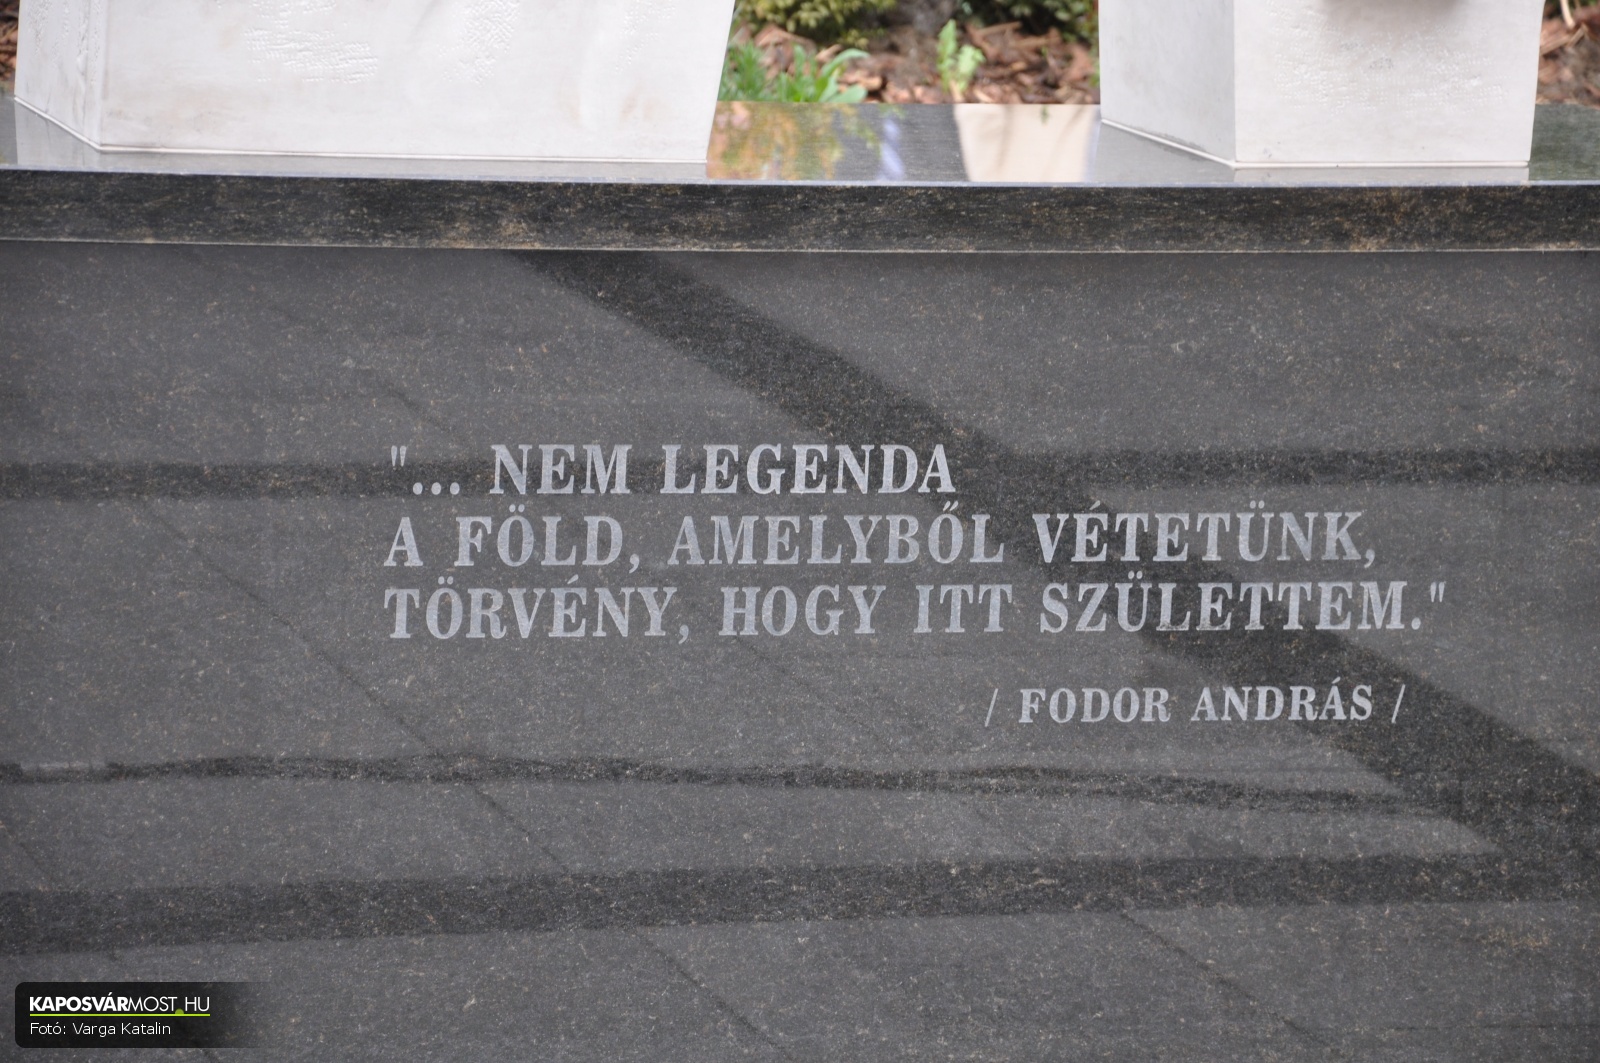 "... NEM LEGENDA
A FÖLD, AMELYBŐL VÉTETÜNK,
TÖRVÉNY, HOGY ITT SZÜLETTEM."
/ FODOR ANDRÁS /
KAPOSVÁRMOST.HU
Fotó: Varga Katalin